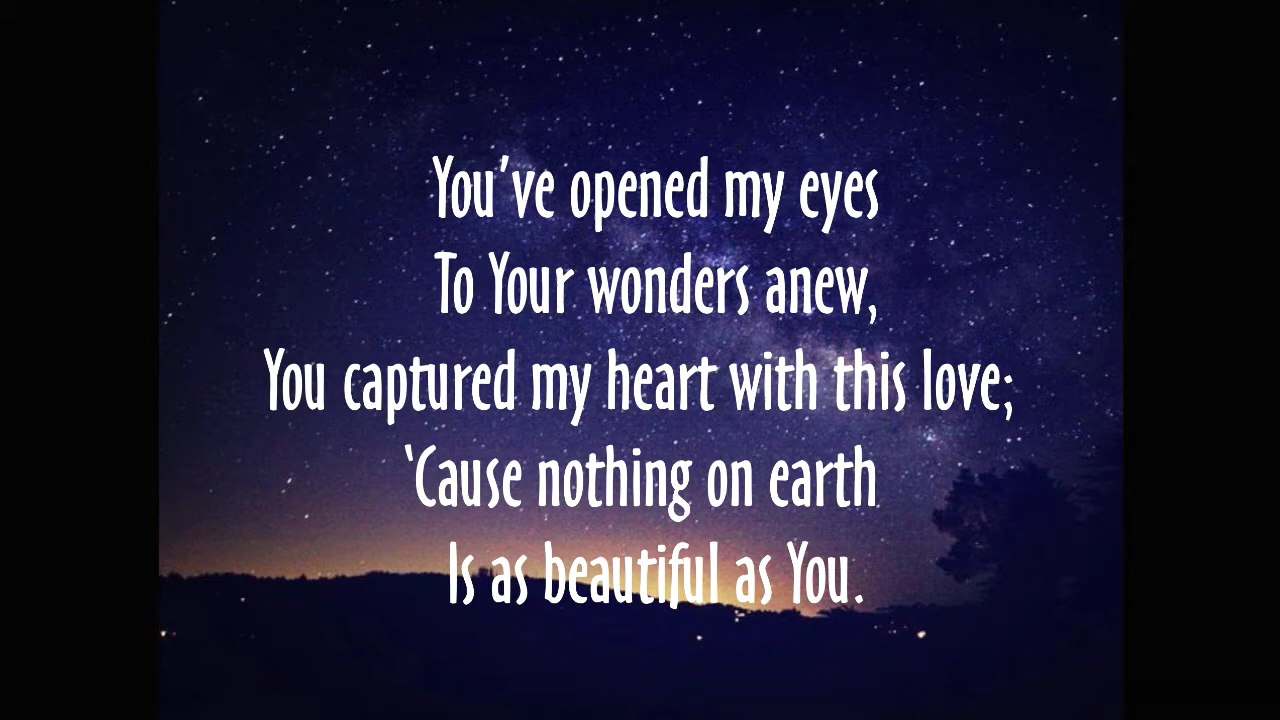 You've opened my eyes
To Your wonders anew,
You captured my heart with this love;
‘Cause nothing on earth
Is as beautiful as You.